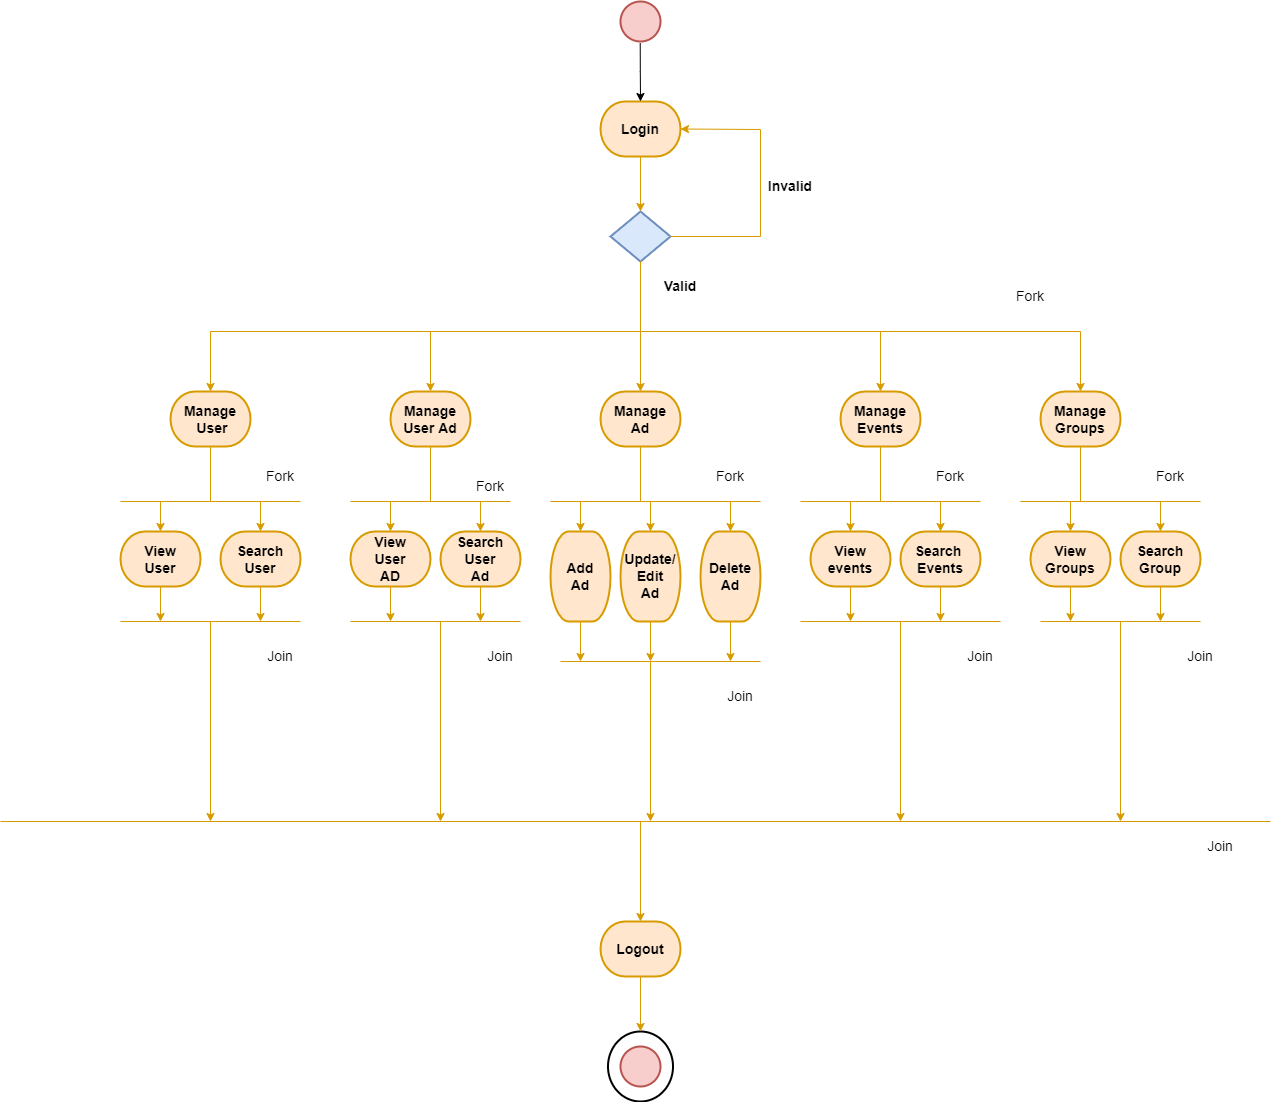 Login
Invalid
Valid
Fork
Manage
User
Manage
User Ad
Manage
Ad
Manage
Events
Manage
Groups
Fork
Fork
Fork
Fork
Fork
View
User
Search
User
View
User
AD
Search
User
Ad
Add
Ad
Update/
Edit
Ad
Delete
Ad
View
events
Search
Events
View
Groups
Search
Group
Join
Join
Join
Join
Join
Join
Logout